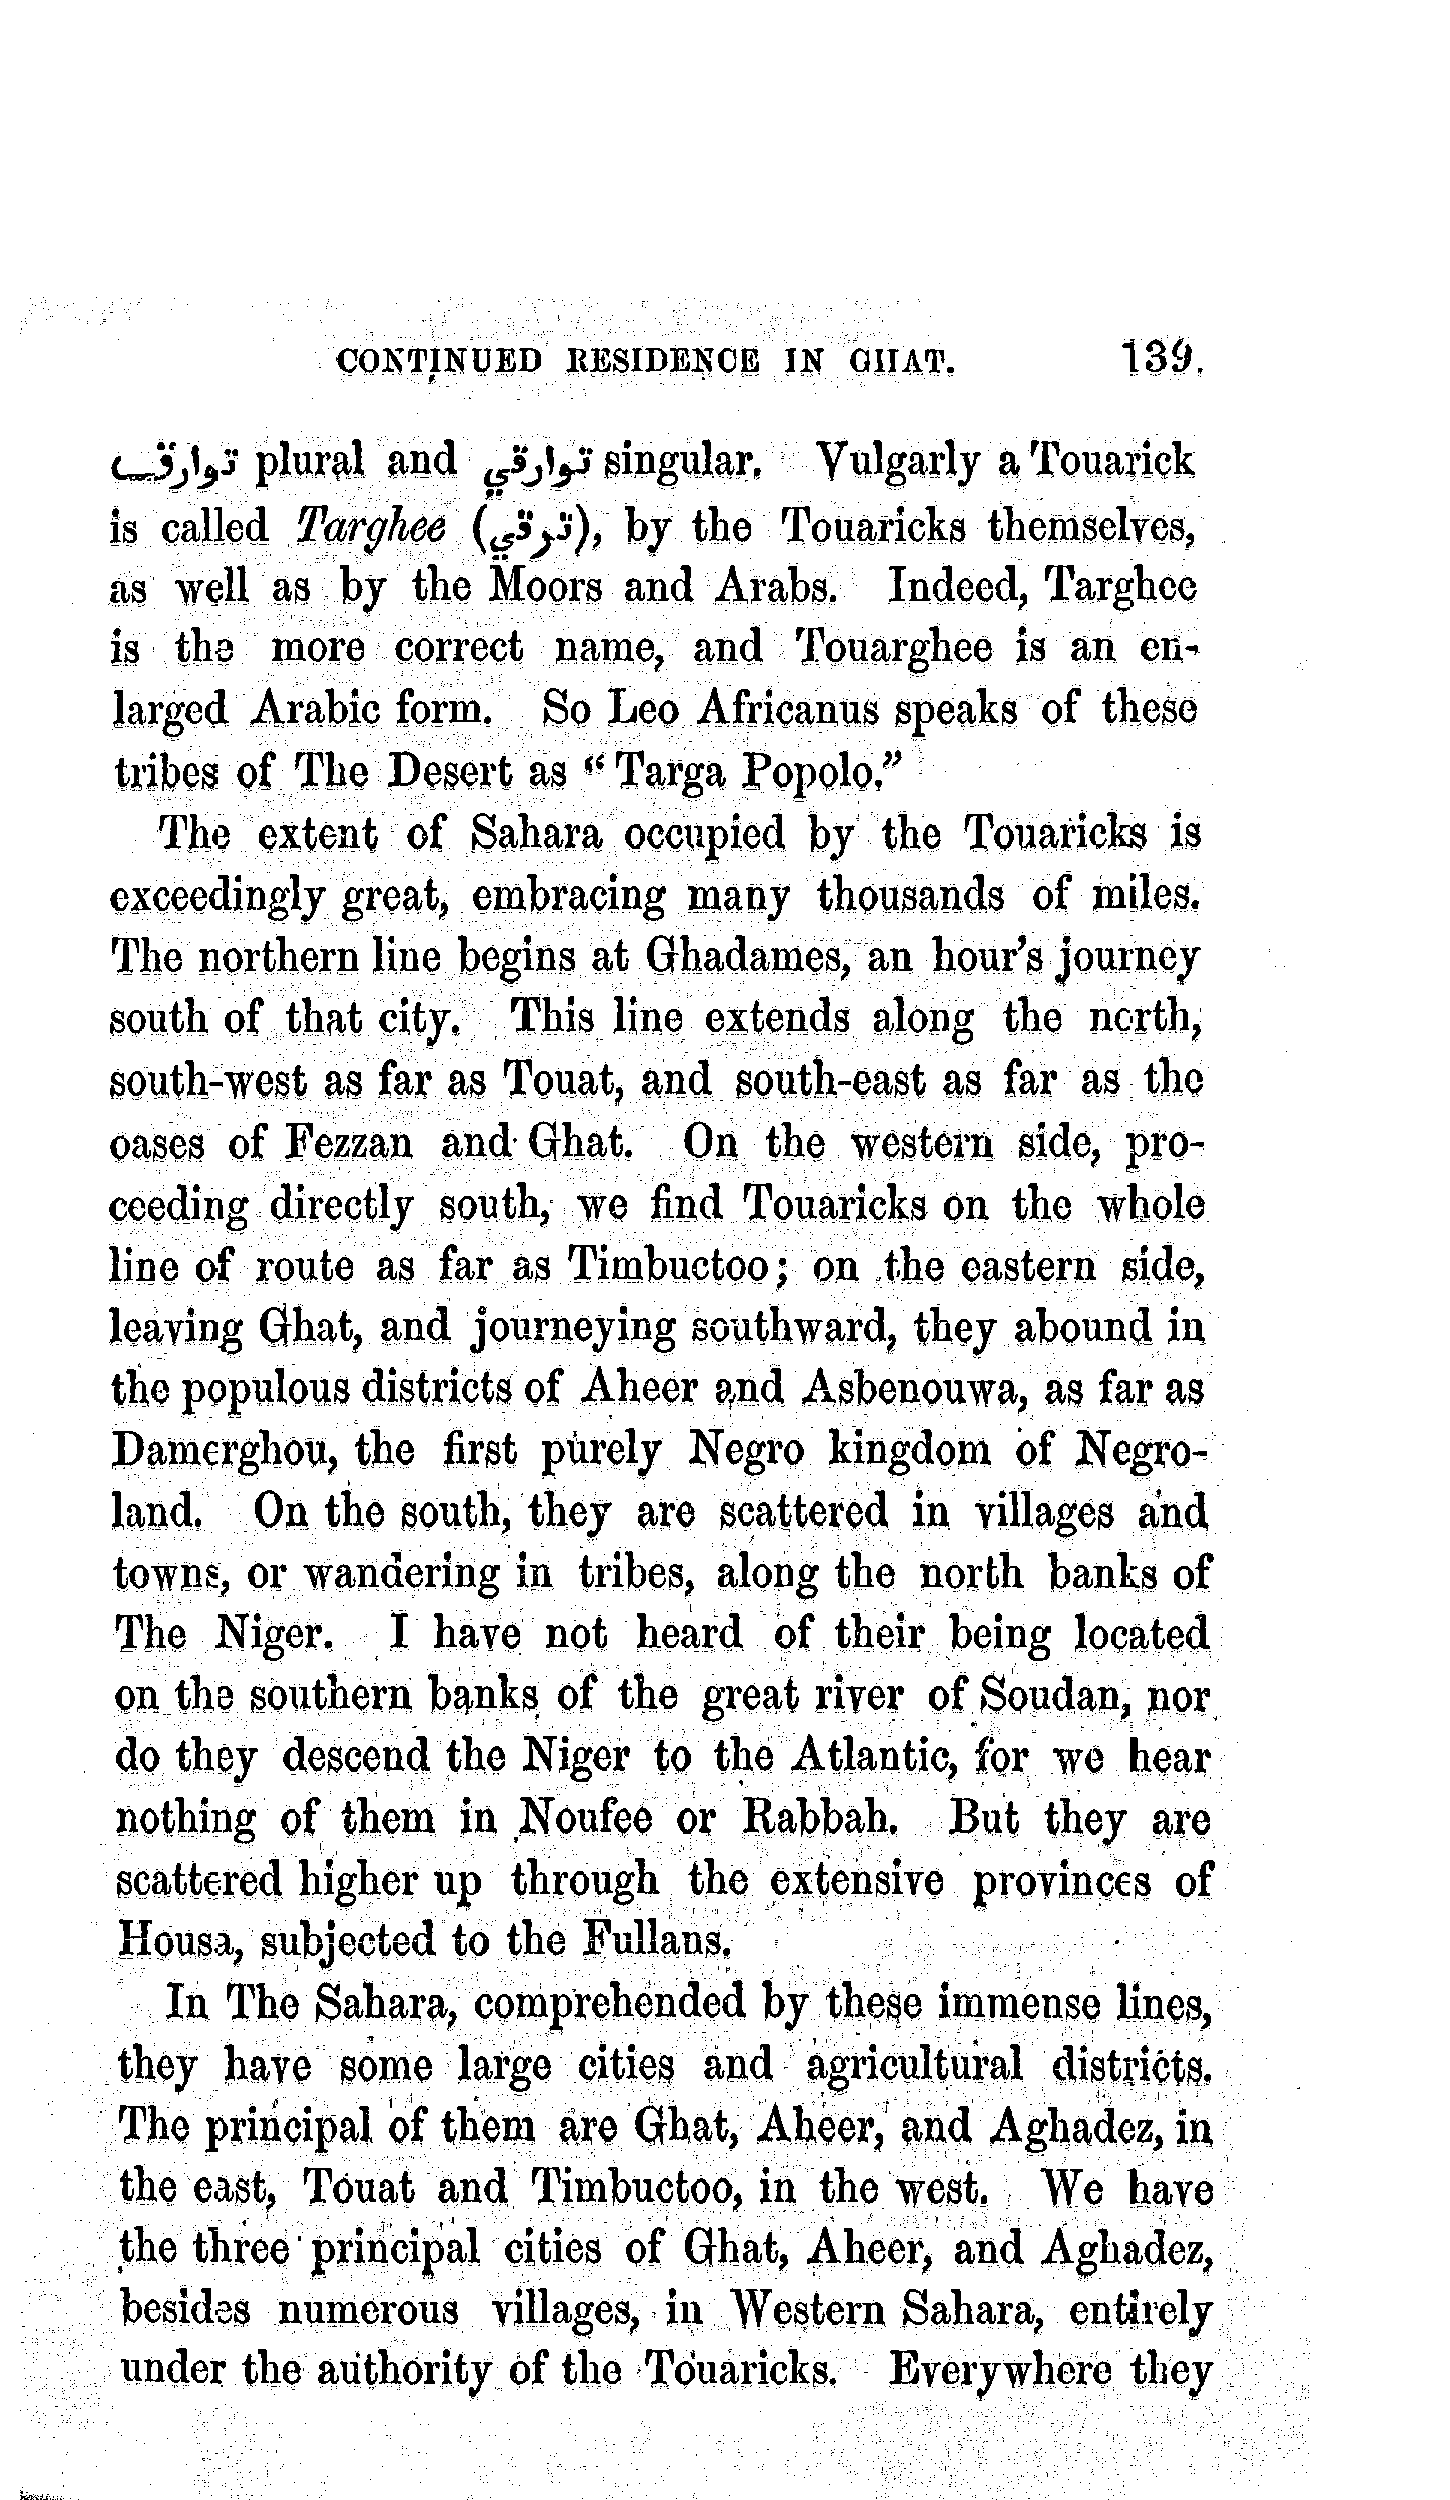 CONTINUED RESIDENCE IN GHAT. 139.
توارق plural and توارقي singular. Vulgarly a Touarick
is called Targhee (ترقي), by the Touaricks themselves,
as well as by the Moors and Arabs. Indeed, Targhee
is the more correct name, and Touarghee is an en-
larged Arabic form. So Leo Africanus speaks of these
tribes of The Desert as “Targa Popolo.”
The extent of Sahara occupied by the Touaricks is
exceedingly great, embracing many thousands of miles.
The northern line begins at Ghadames, an hour's journey
south of that city. This line extends along the north,
south-west as far as Touat, and south-east as far as the
oases of Fezzan and Ghat. On the western side, pro-
ceeding directly south, we find Touaricks on the whole
line of route as far as Timbuctoo; on the eastern side,
leaving Ghat, and journeying southward, they abound in
the populous districts of Aheer and Asbenouwa, as far as
Damerghou, the first purely Negro kingdom of Negro-
land. On the south, they are scattered in villages and
towns, or wandering in tribes, along the north banks of
The Niger. I have not heard of their being located
on the southern banks of the great river of Soudan, nor
do they descend the Niger to the Atlantic, for we hear
nothing of them in Noufee or Rabbah. But they are
scattered higher up through the extensive provinces of
Housa, subjected to the Fullans.
In The Sahara, comprehended by these immense lines,
they have some large cities and agricultural districts.
The principal of them are Ghat, Aheer, and Aghadez, in
the east, Touat and Timbuctoo, in the west. We have
the three principal cities of Ghat, Aheer, and Aghadez,
besides numerous villages, in Western Sahara, entirely
under the authority of the Touaricks. Everywhere they